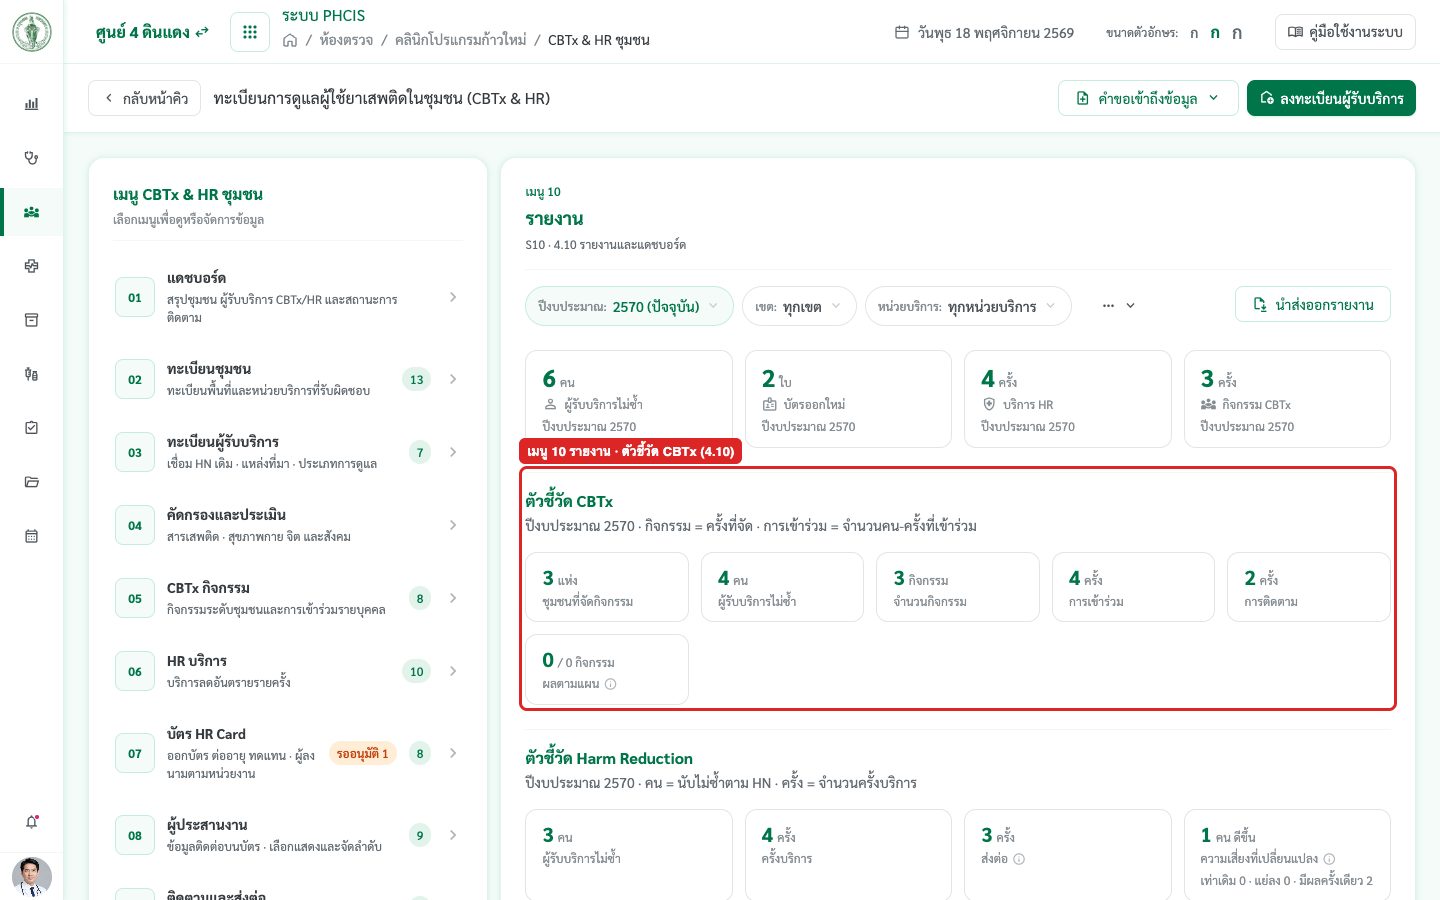 ศูนย์ 4 ดินแดง
ระบบ PHCIS
/ ห้องตรวจ / คลินิกโปรแกรมก้าวใหม่ / CBTx & HR ชุมชน
วันพุธ 18 พฤศจิกายน 2569
ขนาดตัวอักษร: ก ก ก
คู่มือใช้งานระบบ
กลับหน้าคิว
ทะเบียนการดูแลผู้ใช้ยาเสพติดในชุมชน (CBTx & HR)
คำขอเข้าถึงข้อมูล
ลงทะเบียนผู้รับบริการ
เมนู CBTx & HR ชุมชน
เลือกเมนูเพื่อดูหรือจัดการข้อมูล
01
แดชบอร์ด
สรุปชุมชน ผู้รับบริการ CBTx/HR และสถานะการ
ติดตาม
02
ทะเบียนชุมชน
ทะเบียนพื้นที่และหน่วยบริการที่รับผิดชอบ
13
03
ทะเบียนผู้รับบริการ
เชื่อม HN เดิม · แหล่งที่มา · ประเภทการดูแล
7
04
คัดกรองและประเมิน
สารเสพติด · สุขภาพกาย จิต และสังคม
05
CBTx กิจกรรม
กิจกรรมระดับชุมชนและการเข้าร่วมรายบุคคล
8
06
HR บริการ
บริการลดอันตรายรายครั้ง
10
07
บัตร HR Card
ออกบัตร ต่ออายุ ทดแทน · ผู้ลง
นามตามหน่วยงาน
รออนุมัติ 1
8
08
ผู้ประสานงาน
ข้อมูลติดต่อบนบัตร · เลือกแสดงและจัดลำดับ
9
ติดตามและส่งต่อ
เมนู 10
รายงาน
S10 · 4.10 รายงานและแดชบอร์ด
ปีงบประมาณ: 2570 (ปัจจุบัน)
เขต: ทุกเขต
หน่วยบริการ: ทุกหน่วยบริการ
นำส่งออกรายงาน
6 คน
ผู้รับบริการไม่ซ้ำ
ปีงบประมาณ 2570
2 ใบ
บัตรออกใหม่
ปีงบประมาณ 2570
4 ครั้ง
บริการ HR
ปีงบประมาณ 2570
3 ครั้ง
กิจกรรม CBTx
ปีงบประมาณ 2570
เมนู 10 รายงาน · ตัวชี้วัด CBTx (4.10)
ตัวชี้วัด CBTx
ปีงบประมาณ 2570 · กิจกรรม = ครั้งที่จัด · การเข้าร่วม = จำนวนคน-ครั้งที่เข้าร่วม
3 แห่ง
ชุมชนที่จัดกิจกรรม
4 คน
ผู้รับบริการไม่ซ้ำ
3 กิจกรรม
จำนวนกิจกรรม
4 ครั้ง
การเข้าร่วม
2 ครั้ง
การติดตาม
0 / 0 กิจกรรม
ผลตามแผน
ตัวชี้วัด Harm Reduction
ปีงบประมาณ 2570 · คน = นับไม่ซ้ำตาม HN · ครั้ง = จำนวนครั้งบริการ
3 คน
ผู้รับบริการไม่ซ้ำ
4 ครั้ง
ครั้งบริการ
3 ครั้ง
ส่งต่อ
1 คน ดีขึ้น
ความเสี่ยงที่เปลี่ยนแปลง
เท่าเดิม 0 · แย่ลง 0 · มีผลครั้งเดียว 2